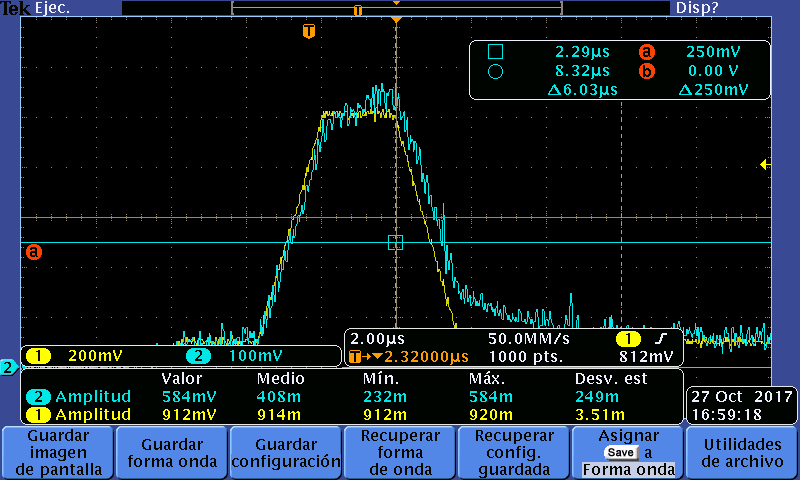 Tek Ejec. Disp?
T
T
2.29µs a 250mV
8.32µs b 0.00 V
Δ6.03µs Δ250mV
a
2
1 200mV 2 100mV
2.00µs 50.0MM/s 1
T→▼2.32000µs 1000 pts. 812mV
Valor Medio Mín. Máx. Desv. est
2 Amplitud 584mV 408m 232m 584m 249m
1 Amplitud 912mV 914m 912m 920m 3.51m
27 Oct 2017
16:59:18
Guardar
imagen
de pantalla
Guardar
forma onda
Guardar
configuración
Recuperar
forma
de onda
Recuperar
config.
guardada
Asignar
Save a
Forma onda
Utilidades
de archivo